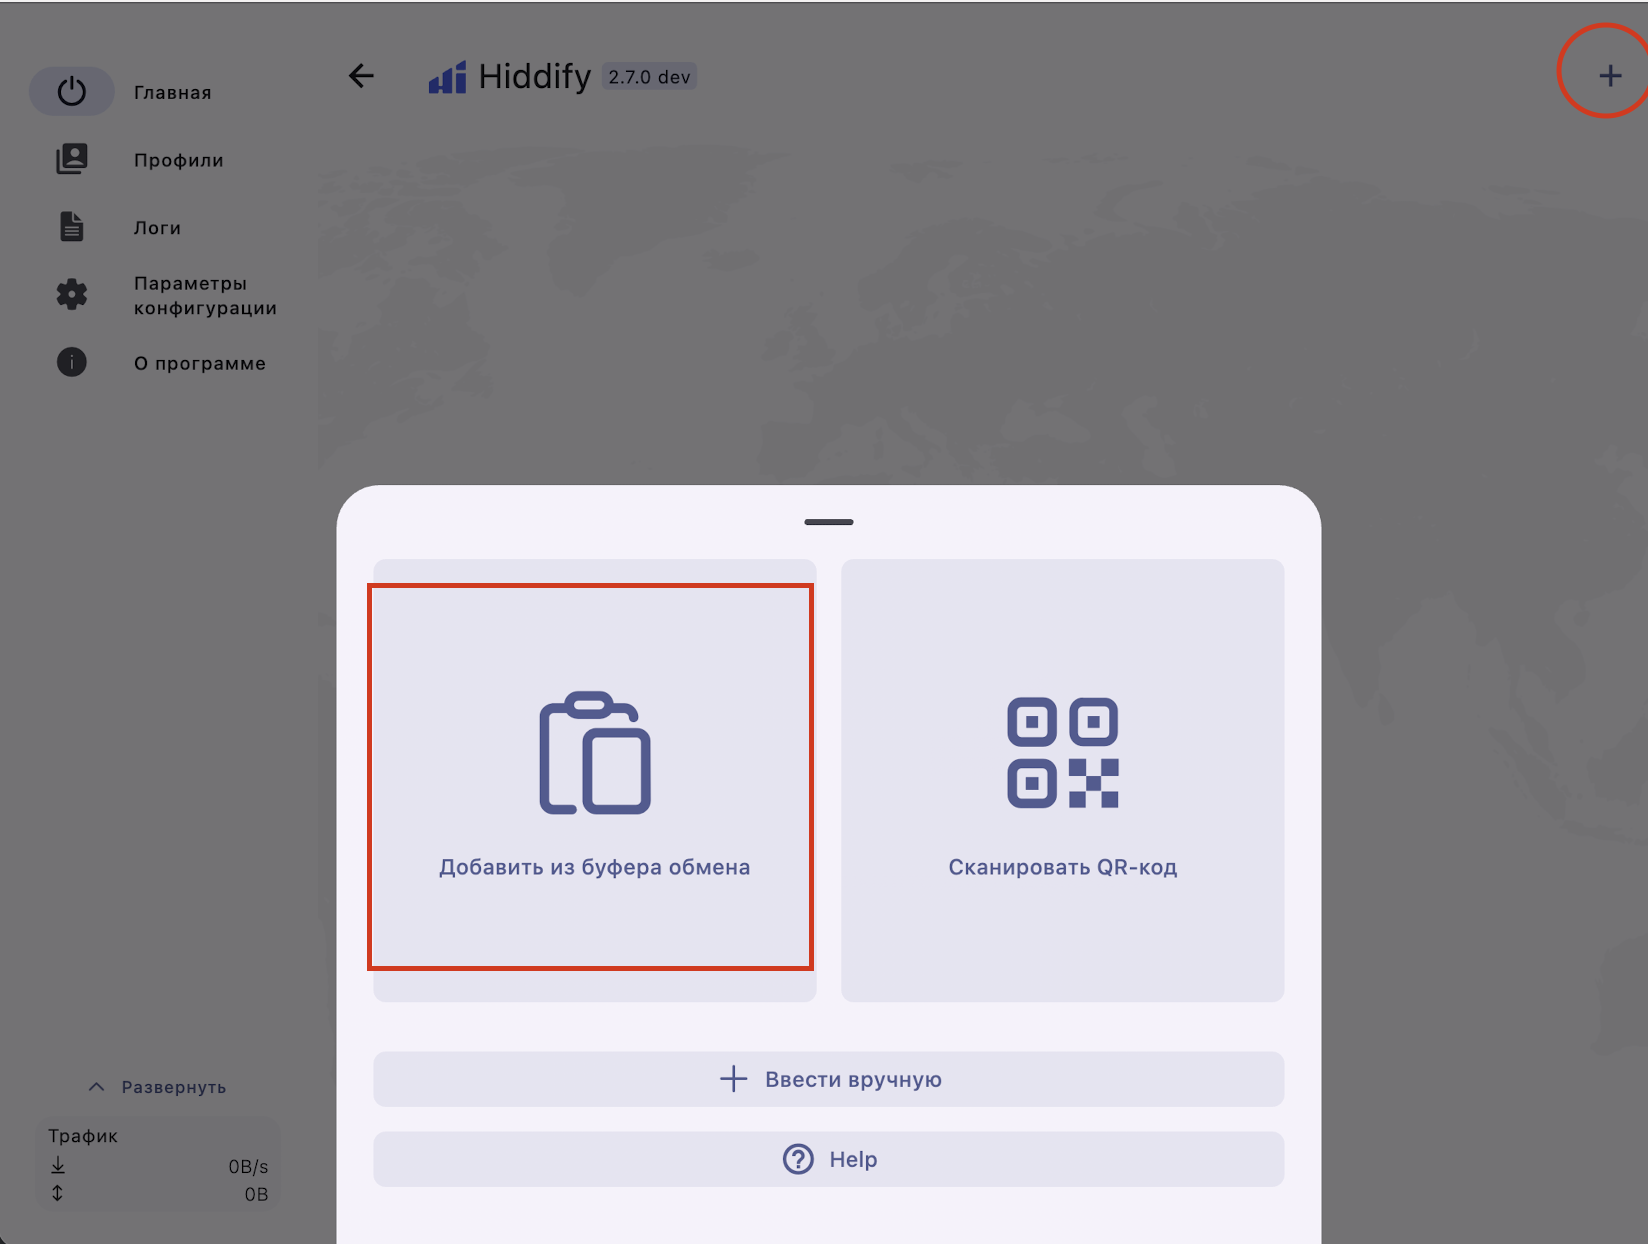 Главная
Профили
Логи
Параметры
конфигурации
О программе
Hiddify 2.7.0 dev
Добавить из буфера обмена
Сканировать QR-код
Ввести вручную
Help
Развернуть
Трафик
0B/s
0B